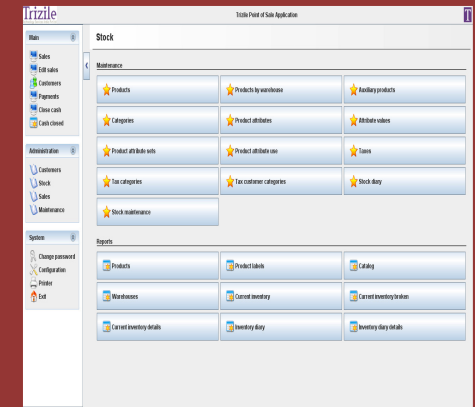 Trizile
Trizile Point of Sale Application
T
Main
Sales
Edit sales
Customers
Payments
Close cash
Cash closed
Administration
Customers
Stock
Sales
Maintenance
System
Change password
Configuration
Printer
Exit
Stock
Maintenance
Products
Products by warehouse
Auxiliary products
Categories
Product attributes
Attribute values
Product attribute sets
Product attribute use
Taxes
Tax categories
Tax customer categories
Stock diary
Stock maintenance
Reports
Products
Product labels
Catalog
Warehouses
Current inventory
Current inventory broken
Current inventory details
Inventory diary
Inventory diary details